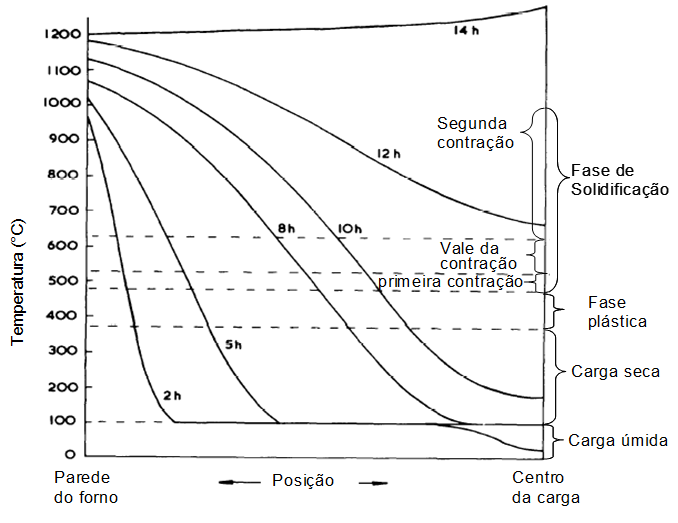 Temperatura (°C)
1200
1100
1000
900
800
700
600
500
400
300
200
100
0
14 h
12 h
10h
8h
5h
2h
Segunda
contração
Fase de
Solidificação
Vale da
contração
primeira contração
Fase
plástica
Carga seca
Carga úmida
Parede
do forno
Posição
Centro
da carga